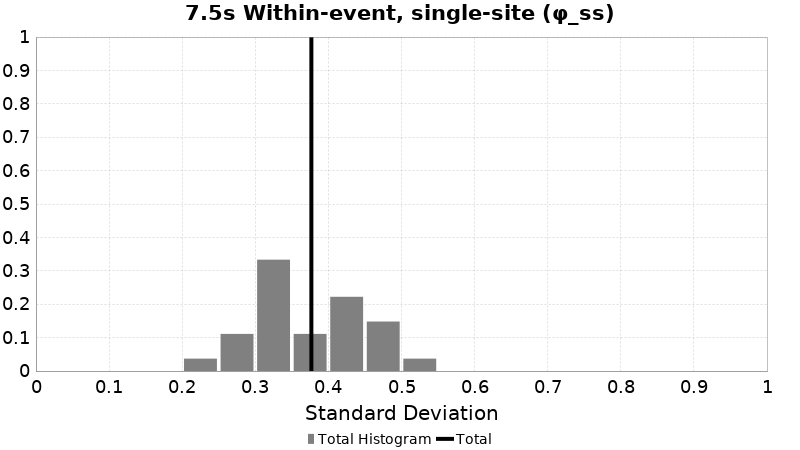 7.5s Within-event, single-site (φ_ss)
1
0.9
0.8
0.7
0.6
0.5
0.4
0.3
0.2
0.1
0
0 0.1 0.2 0.3 0.4 0.5 0.6 0.7 0.8 0.9 1
Standard Deviation
Total Histogram Total